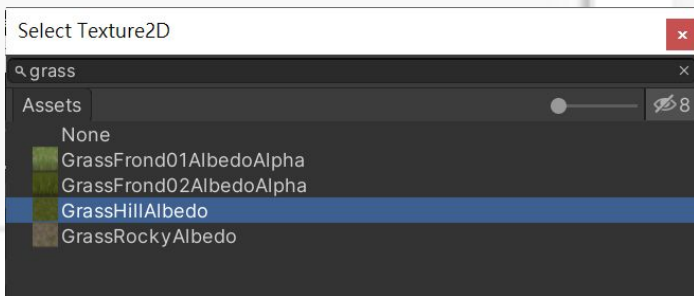 Select Texture2D
x
grass ×
Assets 8
None
GrassFrond01AlbedoAlpha
GrassFrond02AlbedoAlpha
GrassHillAlbedo
GrassRockyAlbedo